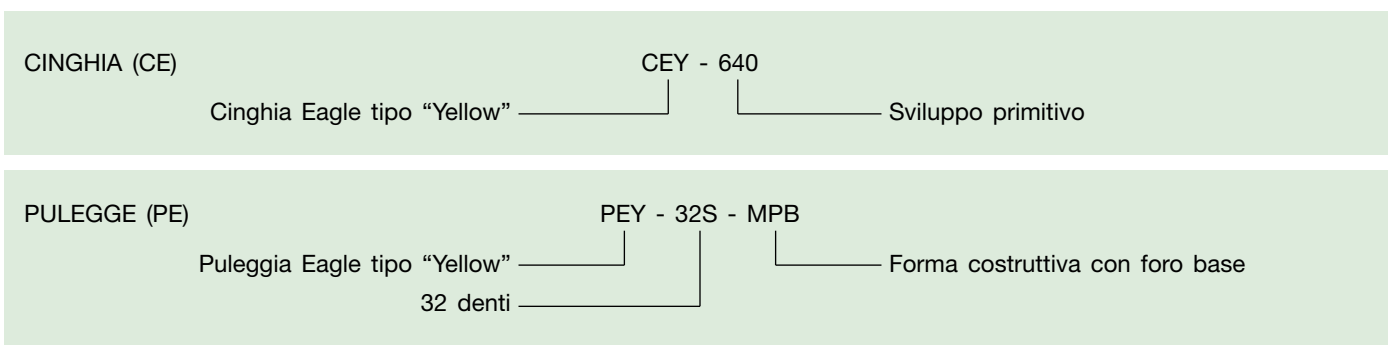 CINGHIA (CE) CEY - 640
Cinghia Eagle tipo “Yellow” Sviluppo primitivo
PULEGGE (PE) PEY - 32S - MPB
Puleggia Eagle tipo “Yellow” Forma costruttiva con foro base
32 denti